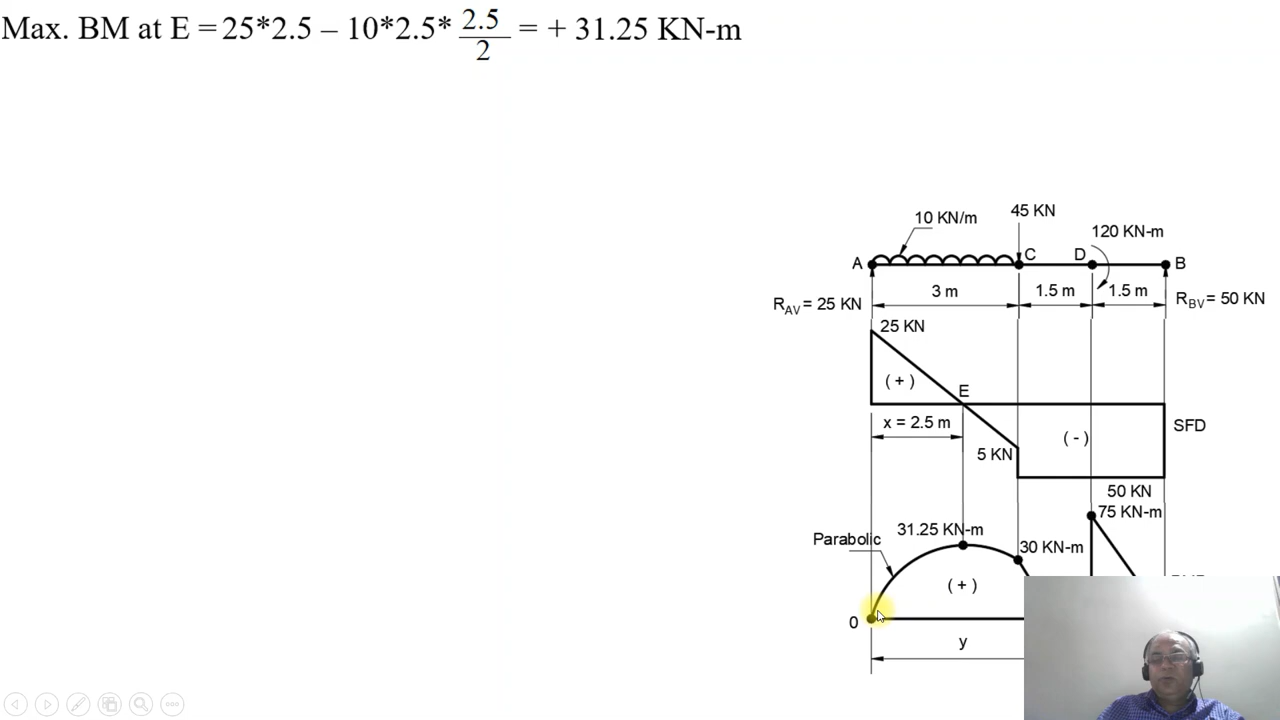 Max. BM at E = 25*2.5 – 10*2.5* 2.5/2 = + 31.25 KN-m
10 KN/m
45 KN
120 KN-m
A
C
D
B
3 m
1.5 m
1.5 m
R_AV = 25 KN
R_BV = 50 KN
25 KN
( + )
E
x = 2.5 m
( - )
SFD
5 KN
50 KN
75 KN-m
31.25 KN-m
Parabolic
30 KN-m
( + )
0
y